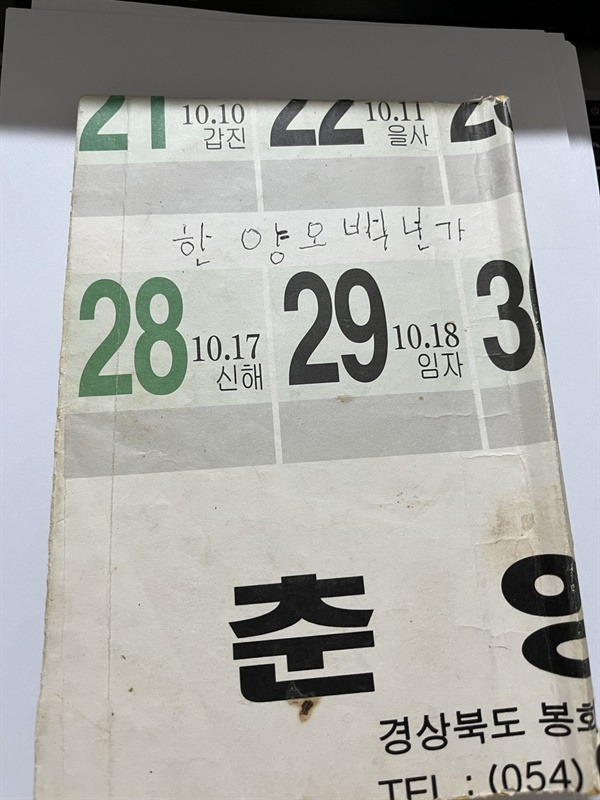 21 10.10 갑진 22 10.11 을사
한 양 오 백 년 가
28 10.17 신해 29 10.18 임자
춘
경상북도 봉화
TEL : (054)